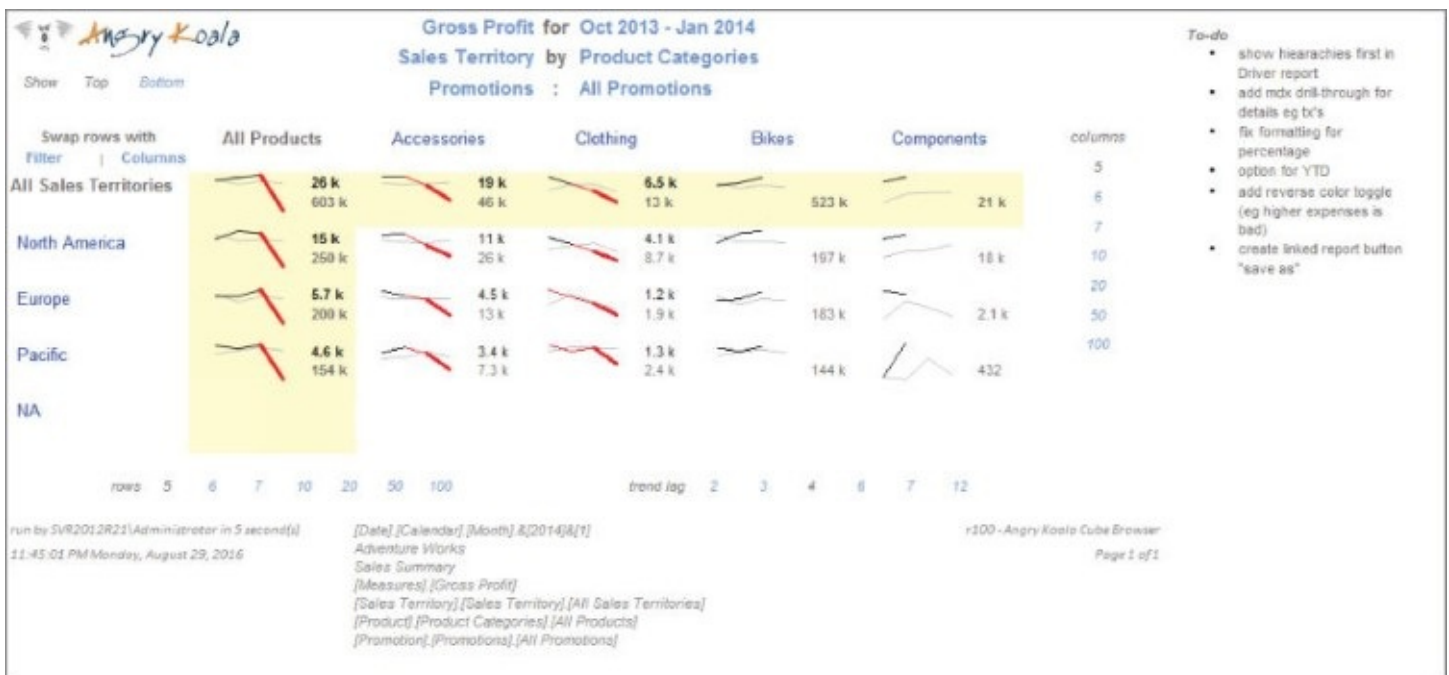 Angry Koala
Gross Profit for Oct 2013 - Jan 2014
Sales Territory by Product Categories
Promotions : All Promotions
Show Top Bottom
Swap rows with
Filter | Columns
All Products Accessories Clothing Bikes Components columns
All Sales Territories 26 k 19 k 6.5 k
603 k 46 k 13 k 523 k 21 k
North America 15 k 11 k 4.1 k
250 k 26 k 8.7 k 197 k 18 k
Europe 5.7 k 4.5 k 1.2 k
200 k 13 k 1.9 k 183 k 2.1 k
Pacific 4.6 k 3.4 k 1.3 k
154 k 7.3 k 2.4 k 144 k 432
NA
5
6
7
10
20
50
100
rows 5 6 7 10 20 50 100
trend lag 2 3 4 6 7 12
To-do
• show hiearachies first in
Driver report
• add mdx drill-through for
details eg tx's
• fix formatting for
percentage
• option for YTD
• add reverse color toggle
(eg higher expenses is
bad)
• create linked report button
"save as"
run by SVR2012R21\Administrator in 5 second(s)
11:45:01 PM Monday, August 29, 2016
[Date].[Calendar].[Month].&[2014]&[1]
Adventure Works
Sales Summary
[Measures].[Gross Profit]
[Sales Territory].[Sales Territory].[All Sales Territories]
[Product].[Product Categories].[All Products]
[Promotion].[Promotions].[All Promotions]
r100 - Angry Koala Cube Browser
Page 1 of 1